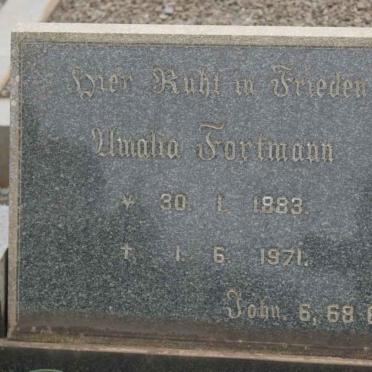 Hier Ruht in Frieden
Amalia Fortmann
* 30. 1. 1883.
† 1. 6. 1971.
Joh. 6, 68